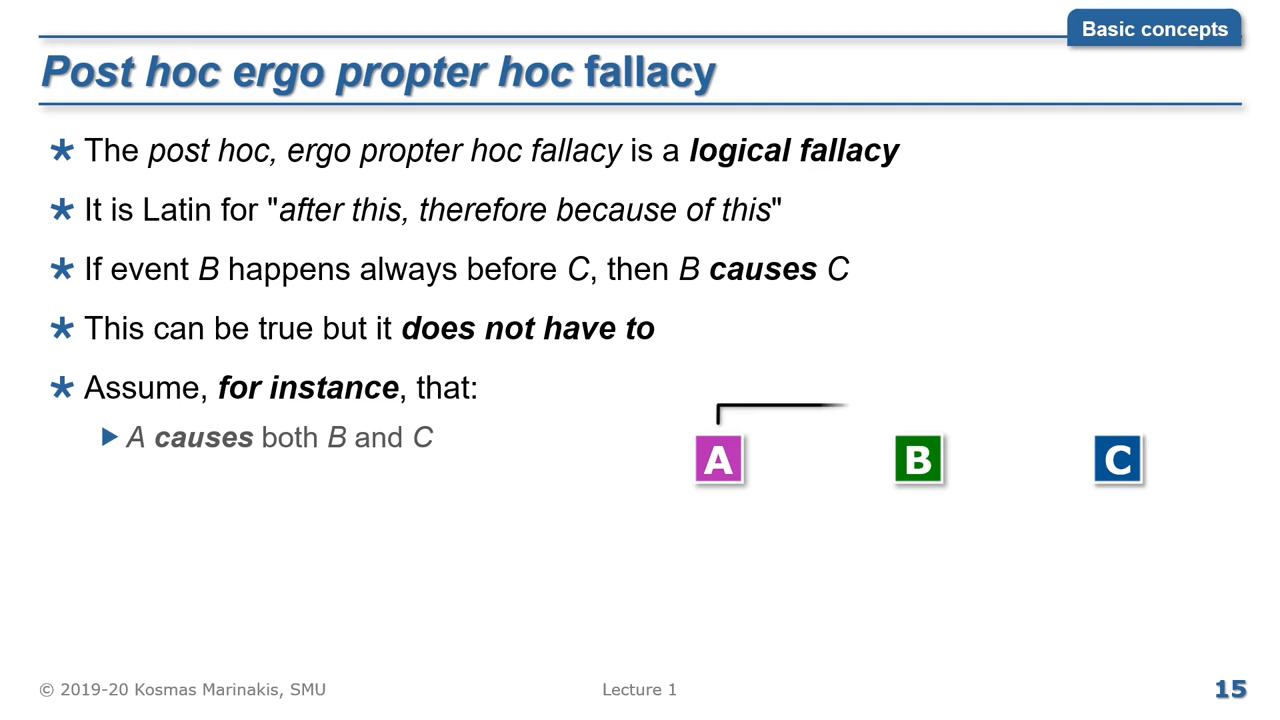 Basic concepts
Post hoc ergo propter hoc fallacy
The post hoc, ergo propter hoc fallacy is a logical fallacy
It is Latin for "after this, therefore because of this"
If event B happens always before C, then B causes C
This can be true but it does not have to
Assume, for instance, that:
A causes both B and C
A B C
© 2019-20 Kosmas Marinakis, SMU
Lecture 1
15